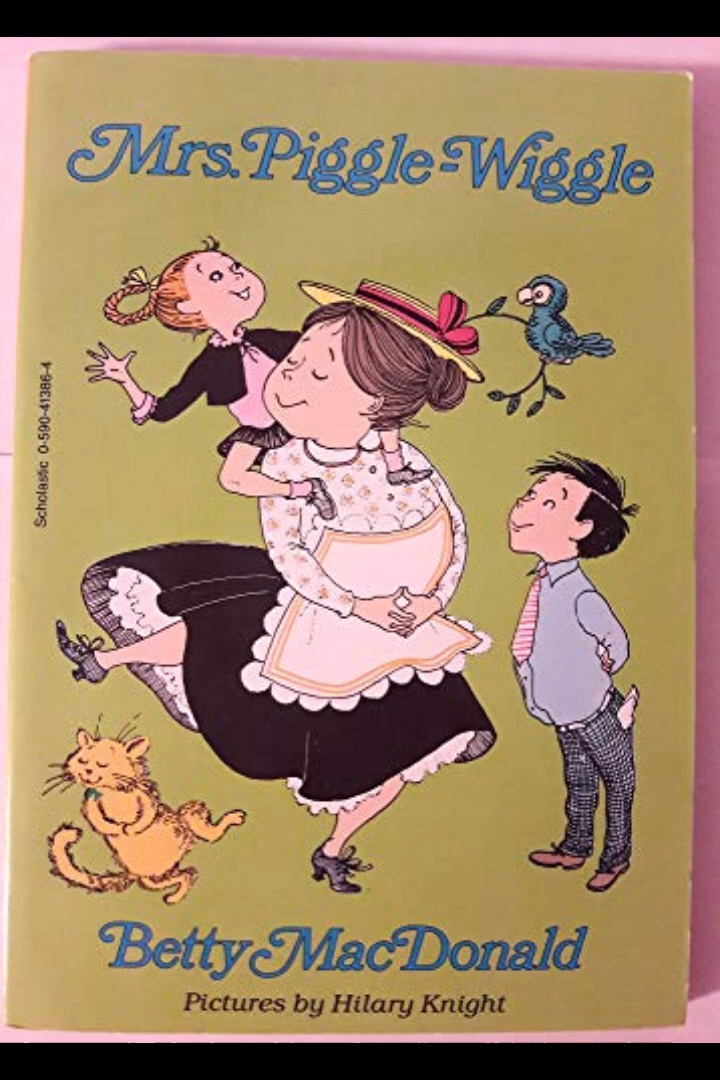 Mrs. Piggle-Wiggle
Scholastic 0-590-41386-4
Betty MacDonald
Pictures by Hilary Knight